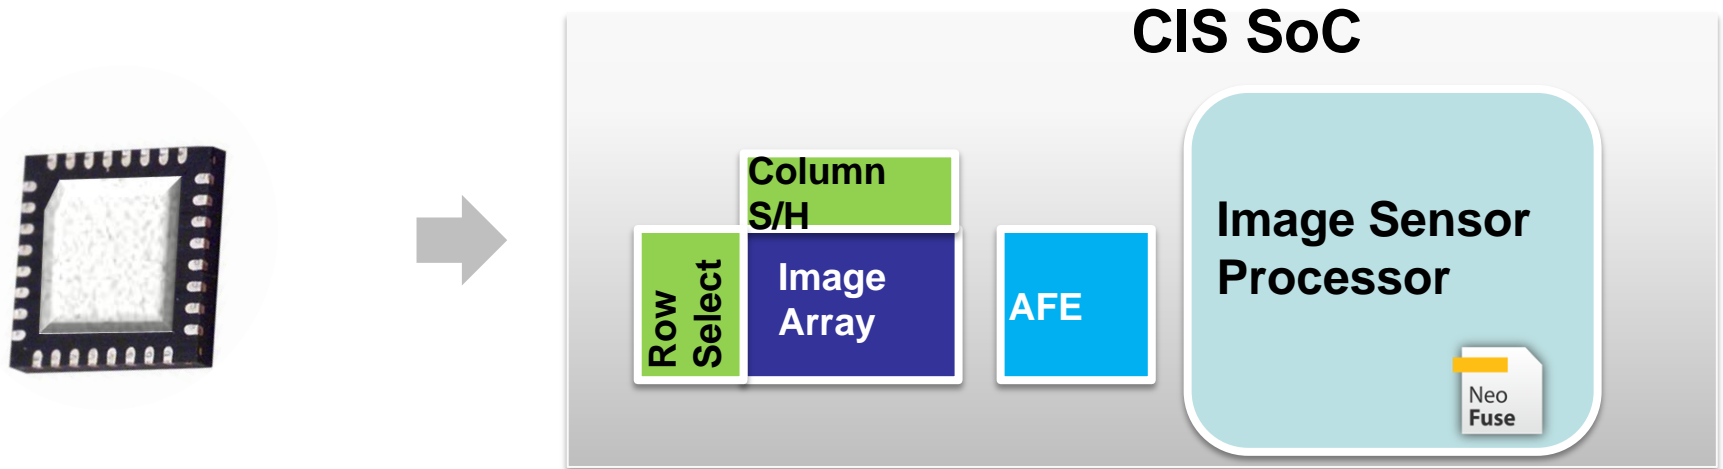 CIS SoC
Column
S/H
Row
Select
Image
Array
AFE
Image Sensor
Processor
Neo
Fuse